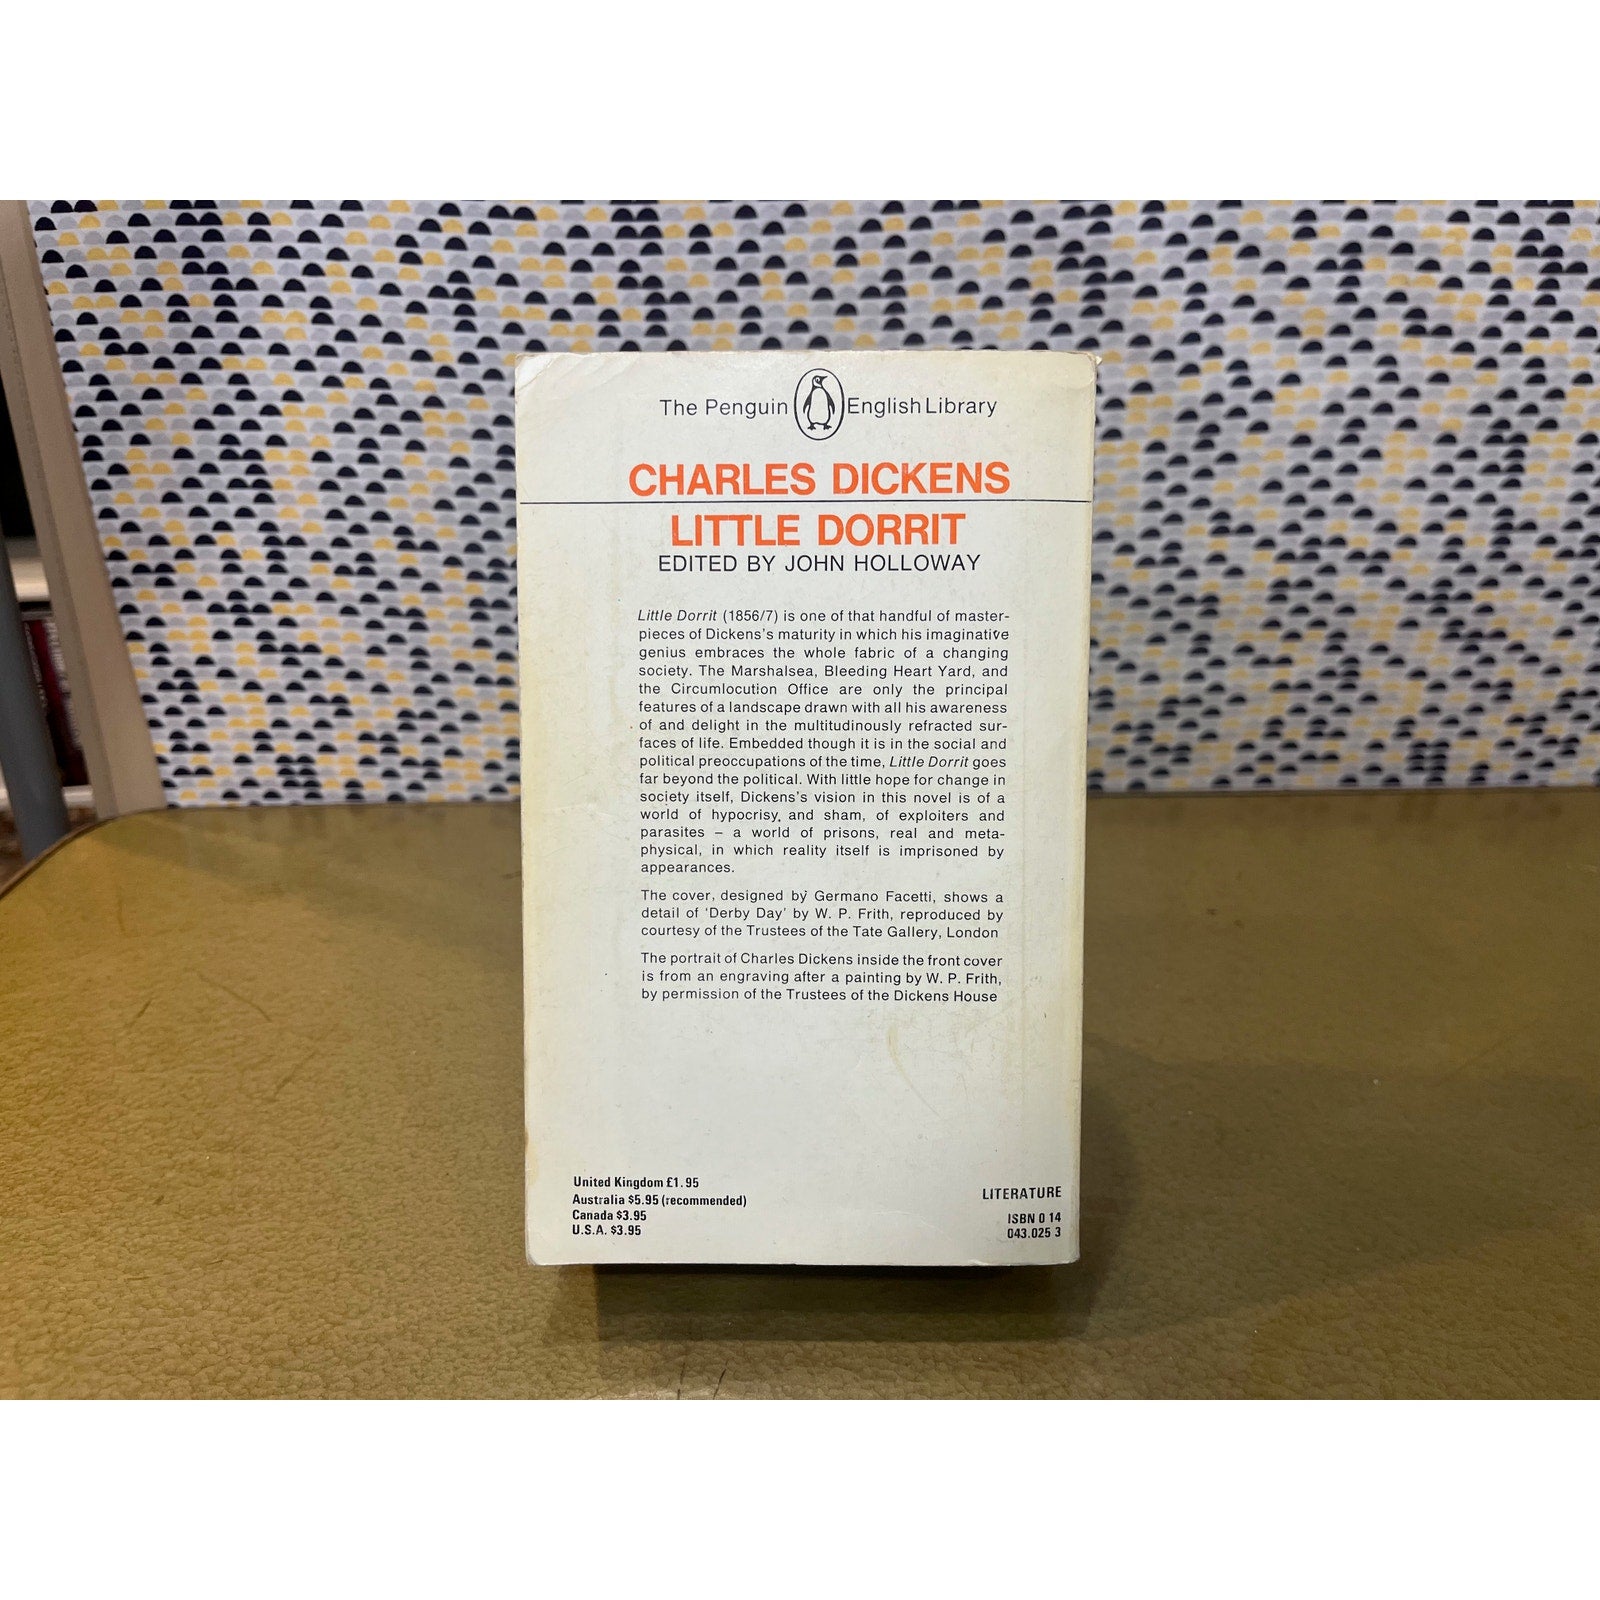 The Penguin English Library
CHARLES DICKENS
LITTLE DORRIT
EDITED BY JOHN HOLLOWAY
Little Dorrit (1856/7) is one of that handful of master-
pieces of Dickens's maturity in which his imaginative
genius embraces the whole fabric of a changing
society. The Marshalsea, Bleeding Heart Yard, and
the Circumlocution Office are only the principal
features of a landscape drawn with all his awareness
of and delight in the multitudinously refracted sur-
faces of life. Embedded though it is in the social and
political preoccupations of the time, Little Dorrit goes
far beyond the political. With little hope for change in
society itself, Dickens's vision in this novel is of a
world of hypocrisy and sham, of exploiters and
parasites – a world of prisons, real and meta-
physical, in which reality itself is imprisoned by
appearances.
The cover, designed by Germano Facetti, shows a
detail of 'Derby Day' by W. P. Frith, reproduced by
courtesy of the Trustees of the Tate Gallery, London
The portrait of Charles Dickens inside the front cover
is from an engraving after a painting by W. P. Frith,
by permission of the Trustees of the Dickens House
United Kingdom £1.95
Australia $5.95 (recommended)
Canada $3.95
U.S.A. $3.95
LITERATURE
ISBN 0 14
043.025 3